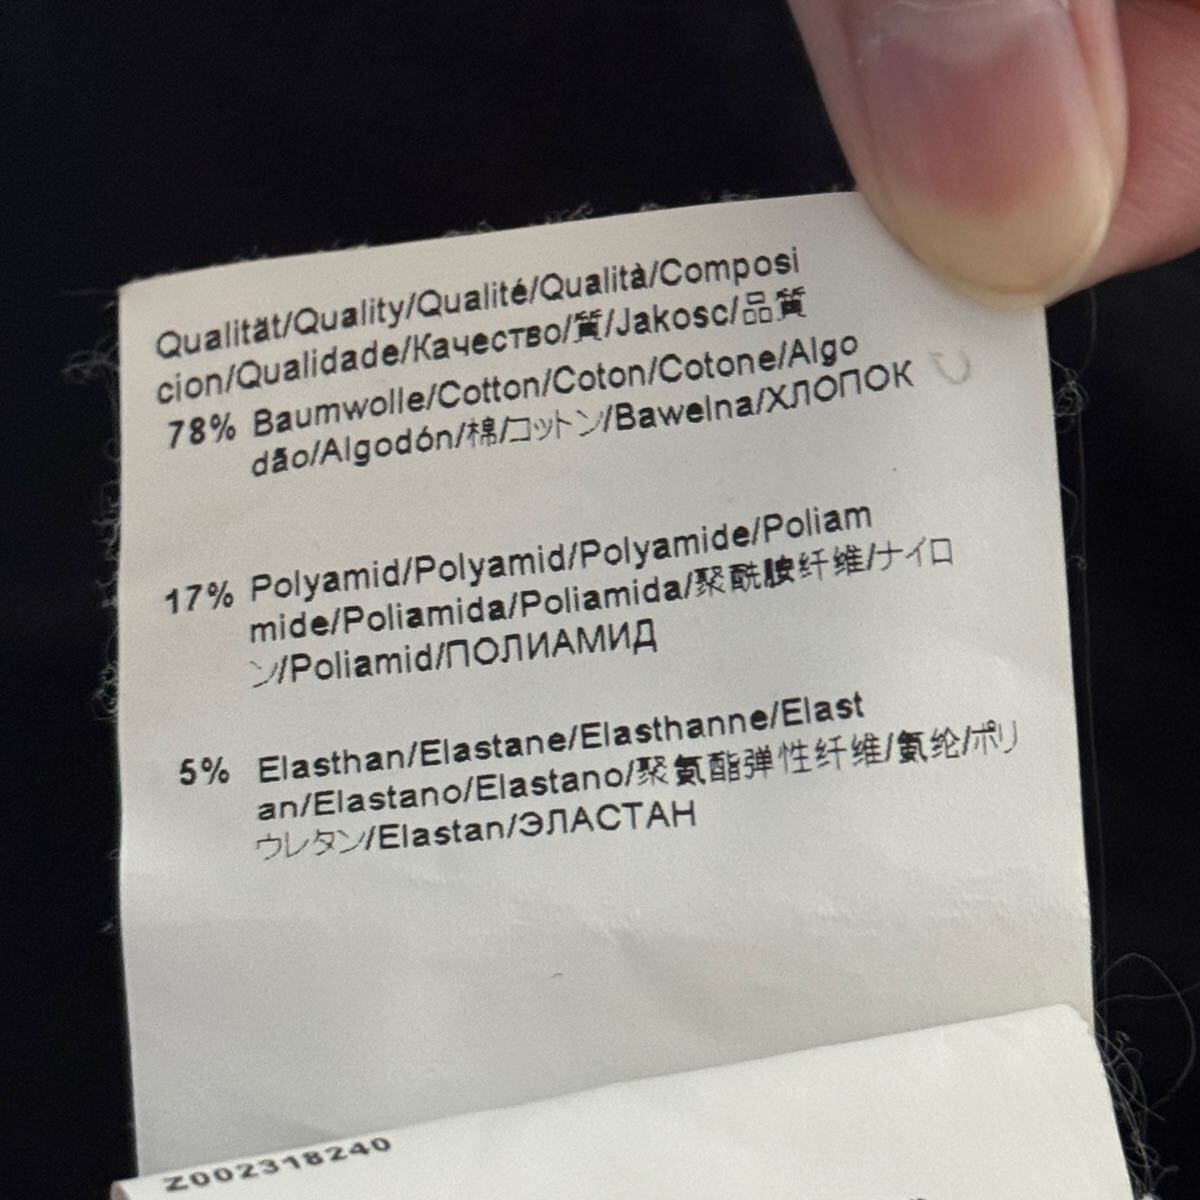 Qualität/Quality/Qualité/Qualità/Composi
cion/Qualidade/Качество/質/Jakosc/品質
78% Baumwolle/Cotton/Coton/Cotone/Algo
dão/Algodón/棉/コットン/Bawelna/ХЛОПОК
17% Polyamid/Polyamid/Polyamide/Poliam
mide/Poliamida/Poliamida/聚酰胺纤维/ナイロ
ン/Poliamid/ПОЛИАМИД
5% Elasthan/Elastane/Elasthanne/Elast
an/Elastano/Elastano/聚氨酯弹性纤维/氨纶/ポリ
ウレタン/Elastan/ЭЛАСТАН
Z002318240